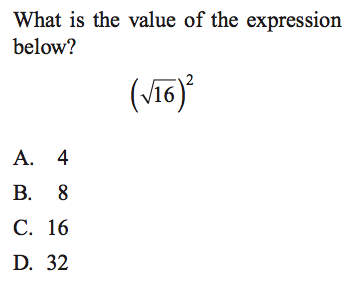 What is the value of the expression
below?
(√16)²
A. 4
B. 8
C. 16
D. 32